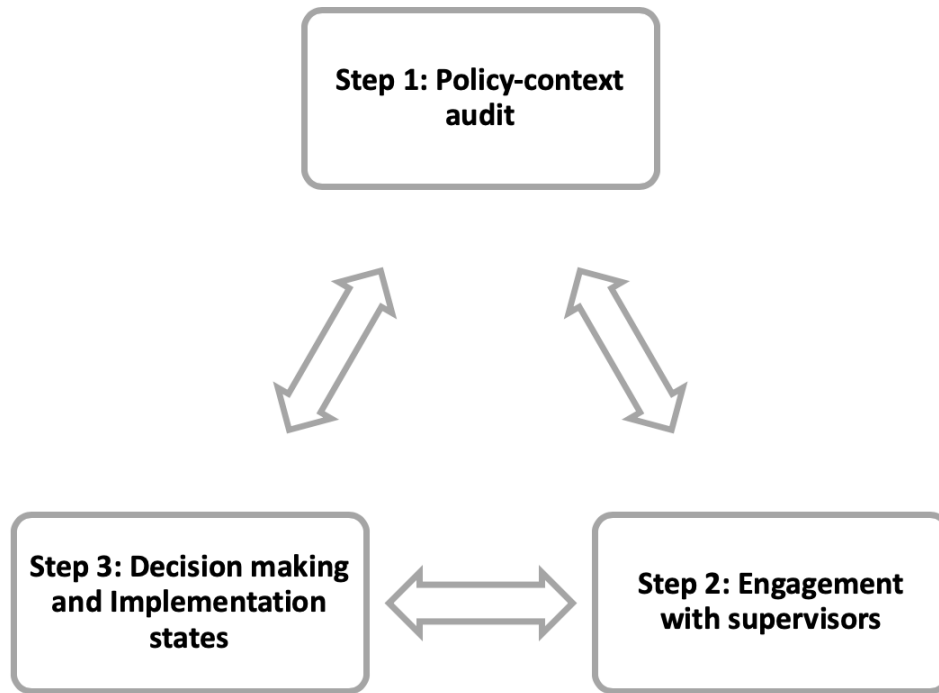 Step 1: Policy-context
audit
Step 3: Decision making
and Implementation
states
Step 2: Engagement
with supervisors